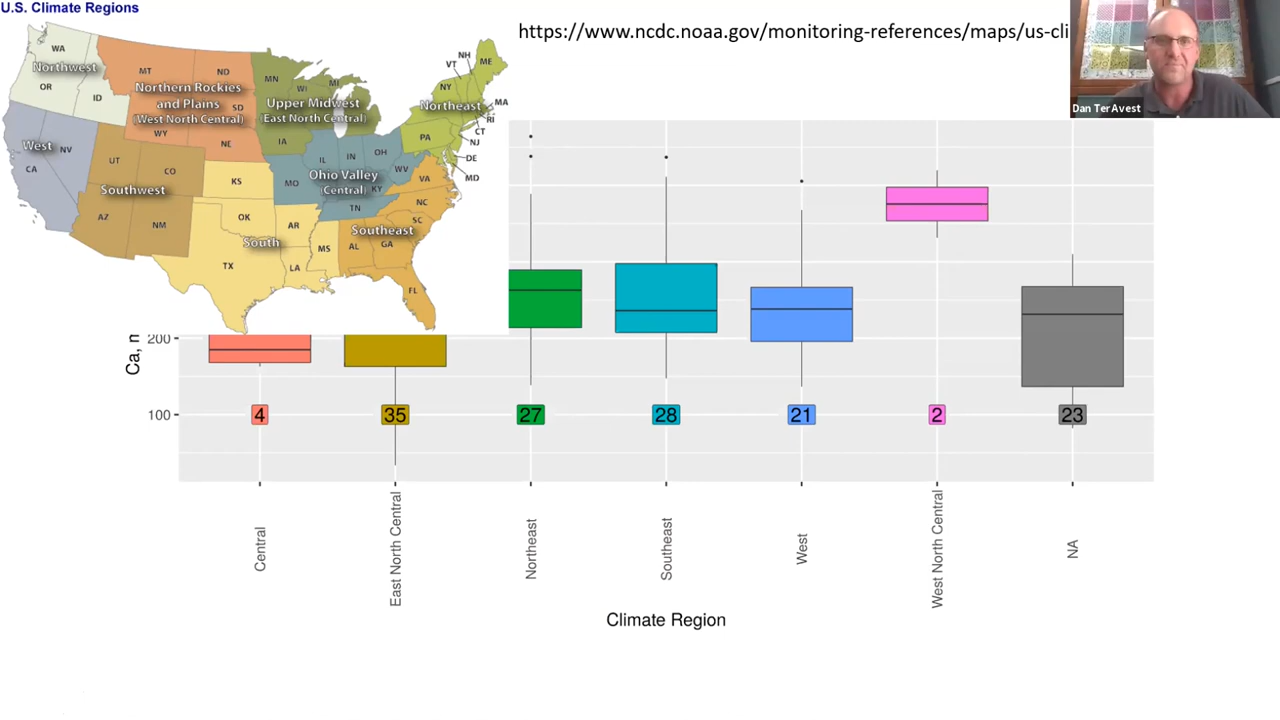 U.S. Climate Regions
https://www.ncdc.noaa.gov/monitoring-references/maps/us-cli
Dan TerAvest
WA
Northwest
OR
ID
MT
ND
Northern Rockies
and Plains
(West North Central)
SD
WY
NE
MN
WI
MI
Upper Midwest
(East North Central)
IA
NH
VT
ME
NY
Northeast
MA
RI
CT
NJ
PA
DE
MD
West
NV
CA
UT
CO
Southwest
AZ
NM
KS
OK
AR
South
TX
LA
MS
IL
IN
OH
WV
MO
Ohio Valley
(Central)
KY
TN
VA
NC
SC
Southeast
AL
GA
FL
Ca, n
200
100
4
35
27
28
21
2
23
Central
East North Central
Northeast
Southeast
West
West North Central
NA
Climate Region